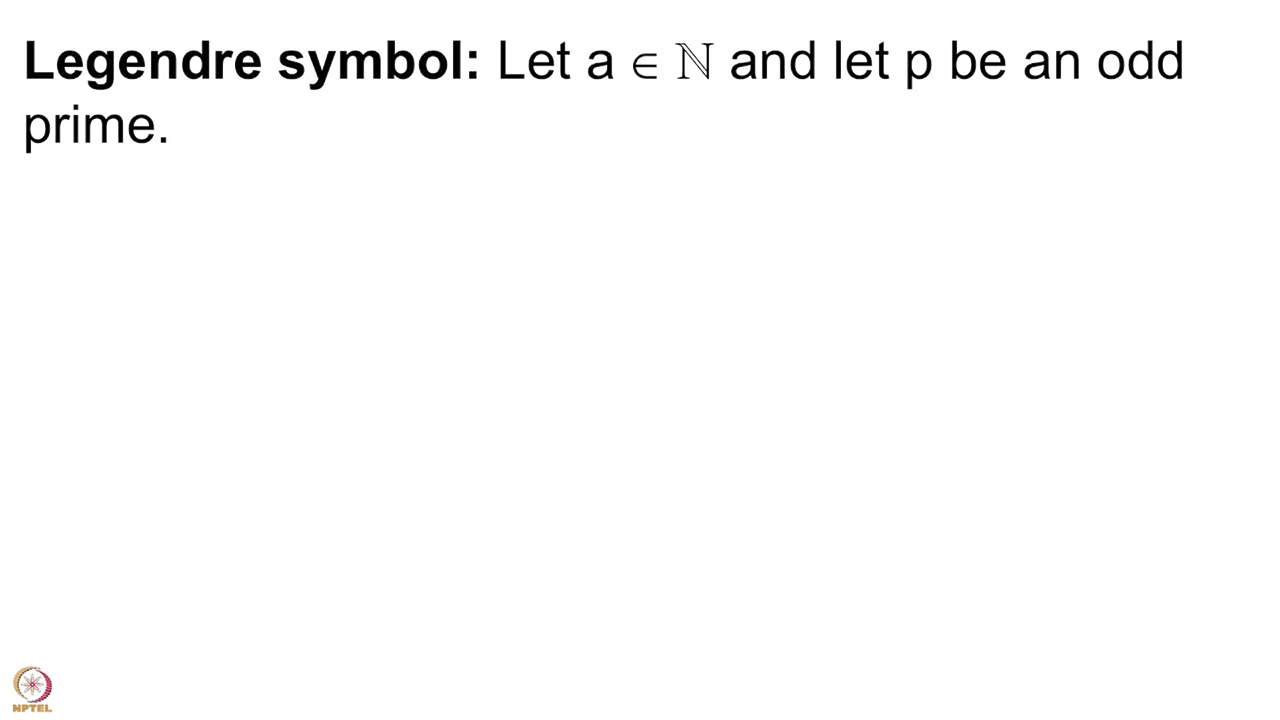 Legendre symbol: Let a ∈ ℕ and let p be an odd
prime.
NPTEL